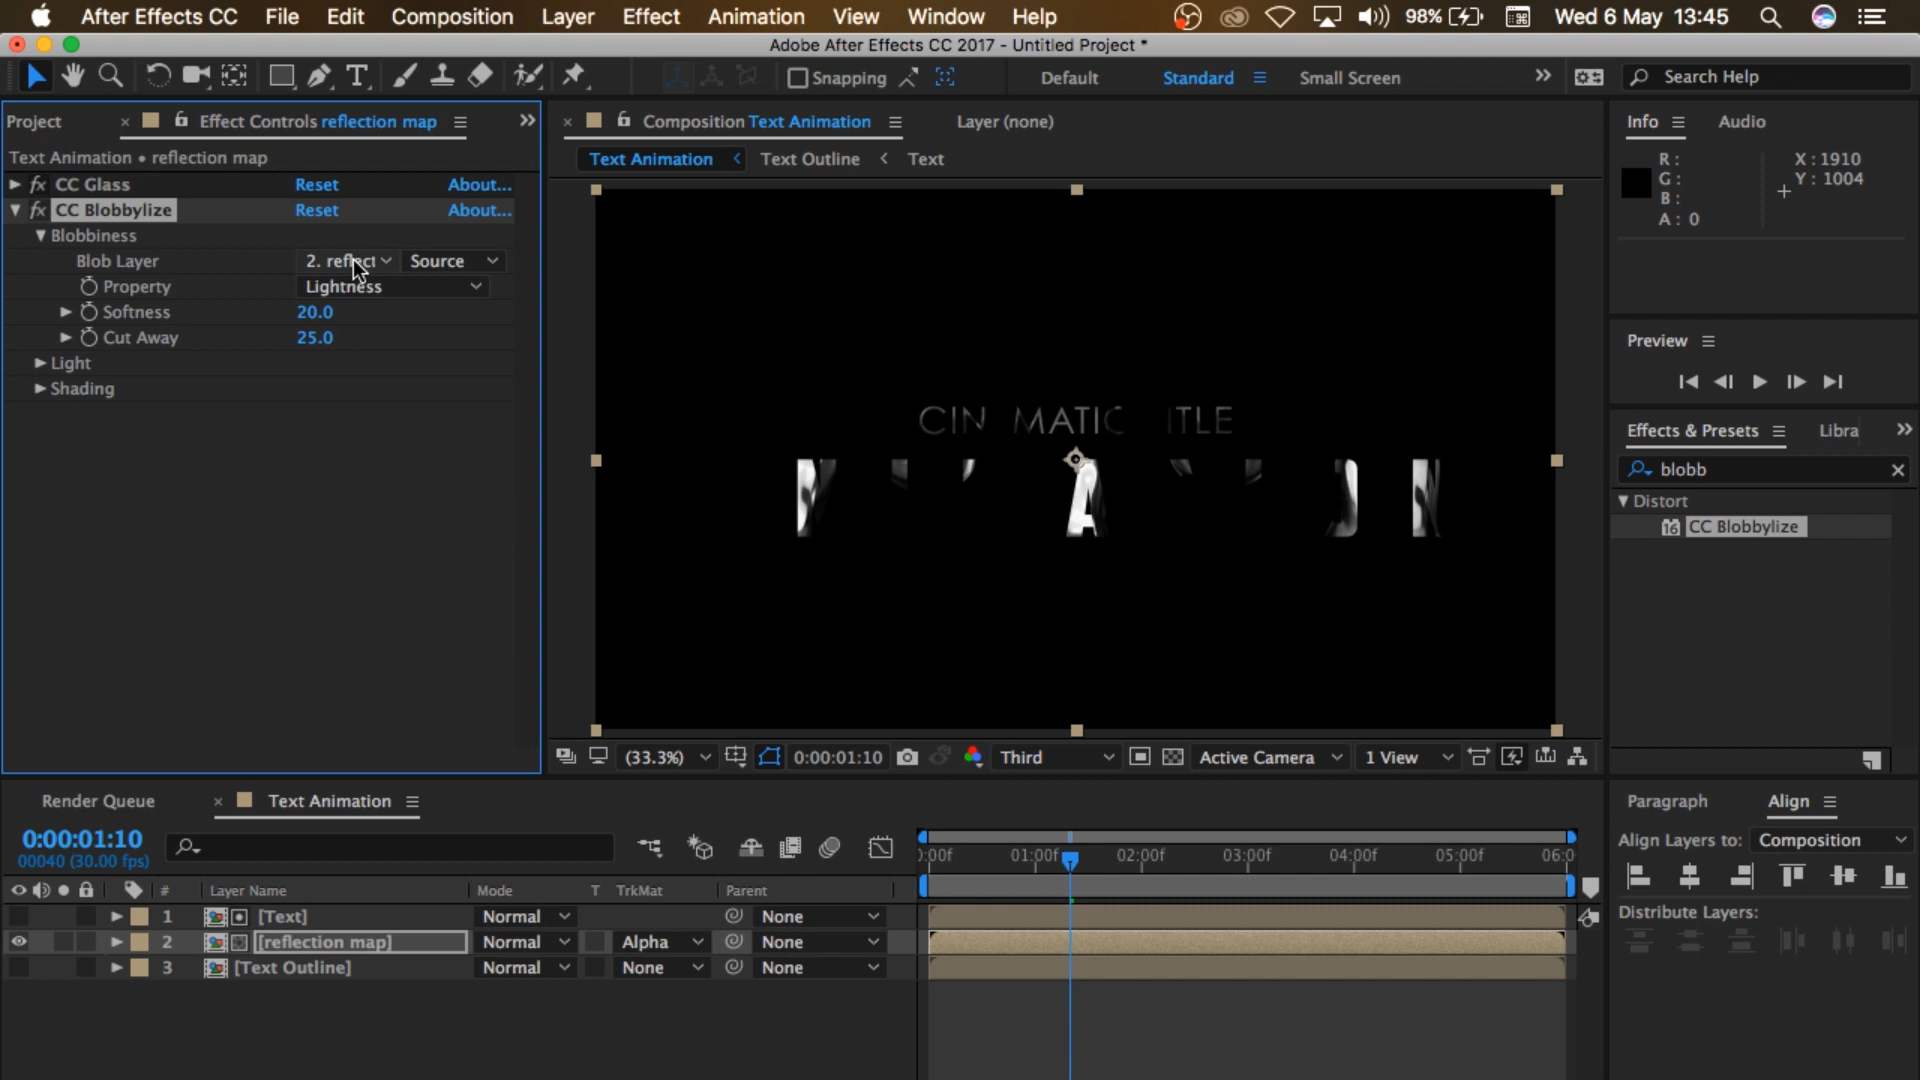 After Effects CC File Edit Composition Layer Effect Animation View Window Help 98% Wed 6 May 13:45
Adobe After Effects CC 2017 - Untitled Project *
Snapping Default Standard Small Screen Search Help
Project Effect Controls reflection map
Text Animation • reflection map
fx CC Glass Reset About...
fx CC Blobbylize Reset About...
Blobbiness
Blob Layer 2. reflect Source
Property Lightness
Softness 20.0
Cut Away 25.0
Light
Shading
Composition Text Animation Layer (none)
Text Animation Text Outline Text
CIN MATIC ITLE
A
(33.3%) 0:00:01:10 Third Active Camera 1 View
Info Audio
R: X: 1910
G: Y: 1004
B:
A: 0
Preview
Effects & Presets Libra
blobb
Distort
16 CC Blobbylize
Render Queue Text Animation
0:00:01:10
00040 (30.00 fps)
# Layer Name Mode T TrkMat Parent
1 [Text] Normal None
2 [reflection map] Normal Alpha None
3 [Text Outline] Normal None None
):00f 01:00f 02:00f 03:00f 04:00f 05:00f 06:0
Paragraph Align
Align Layers to: Composition
Distribute Layers: